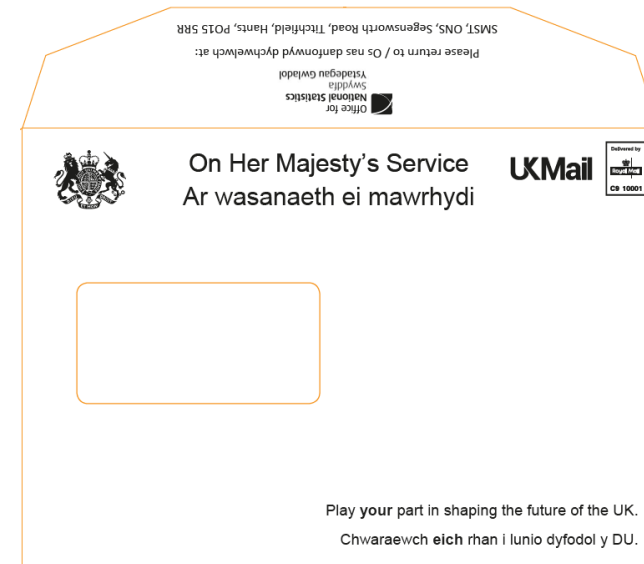 SMST, ONS, Segensworth Road, Titchfield, Hants, PO15 5RR
Please return to / Os nas danfonwyd dychwelwch at:
Ystadegau Gwladol
Swyddfa
National Statistics
Office for
On Her Majesty's Service
Ar wasanaeth ei mawrhydi
UKMail
Delivered by
Royal Mail
C9 10001
Play your part in shaping the future of the UK.
Chwaraewch eich rhan i lunio dyfodol y DU.